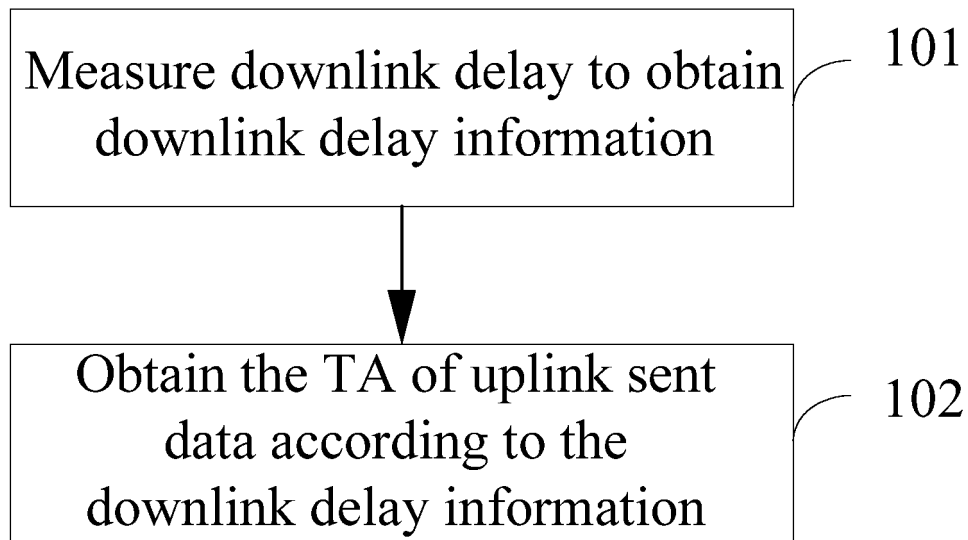 Measure downlink delay to obtain
downlink delay information
101
Obtain the TA of uplink sent
data according to the
downlink delay information
102